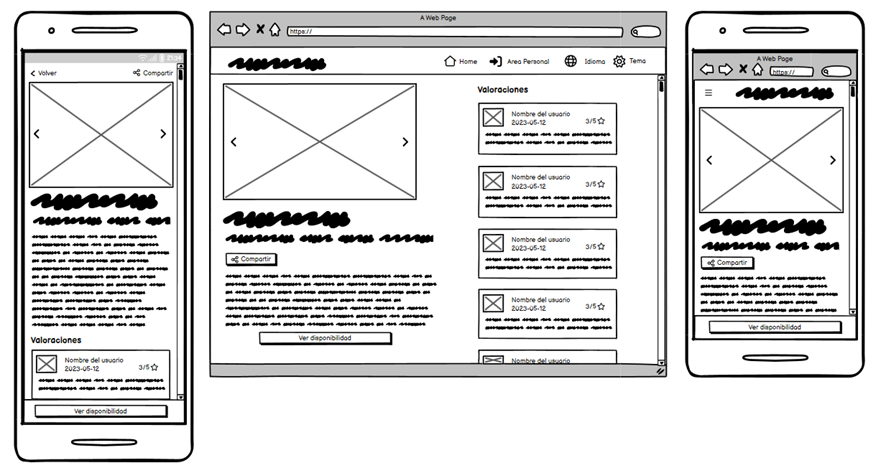 21:34
Volver
Compartir
Valoraciones
Nombre del usuario
2023-05-12
3/5
Ver disponibilidad
A Web Page
https://
Home
Area Personal
Idioma
Tema
Compartir
Ver disponibilidad
Valoraciones
Nombre del usuario
2023-05-12
3/5
Nombre del usuario
2023-05-12
3/5
Nombre del usuario
2023-05-12
3/5
Nombre del usuario
2023-05-12
3/5
Nombre del usuario
A Web Page
https://
Compartir
Ver disponibilidad